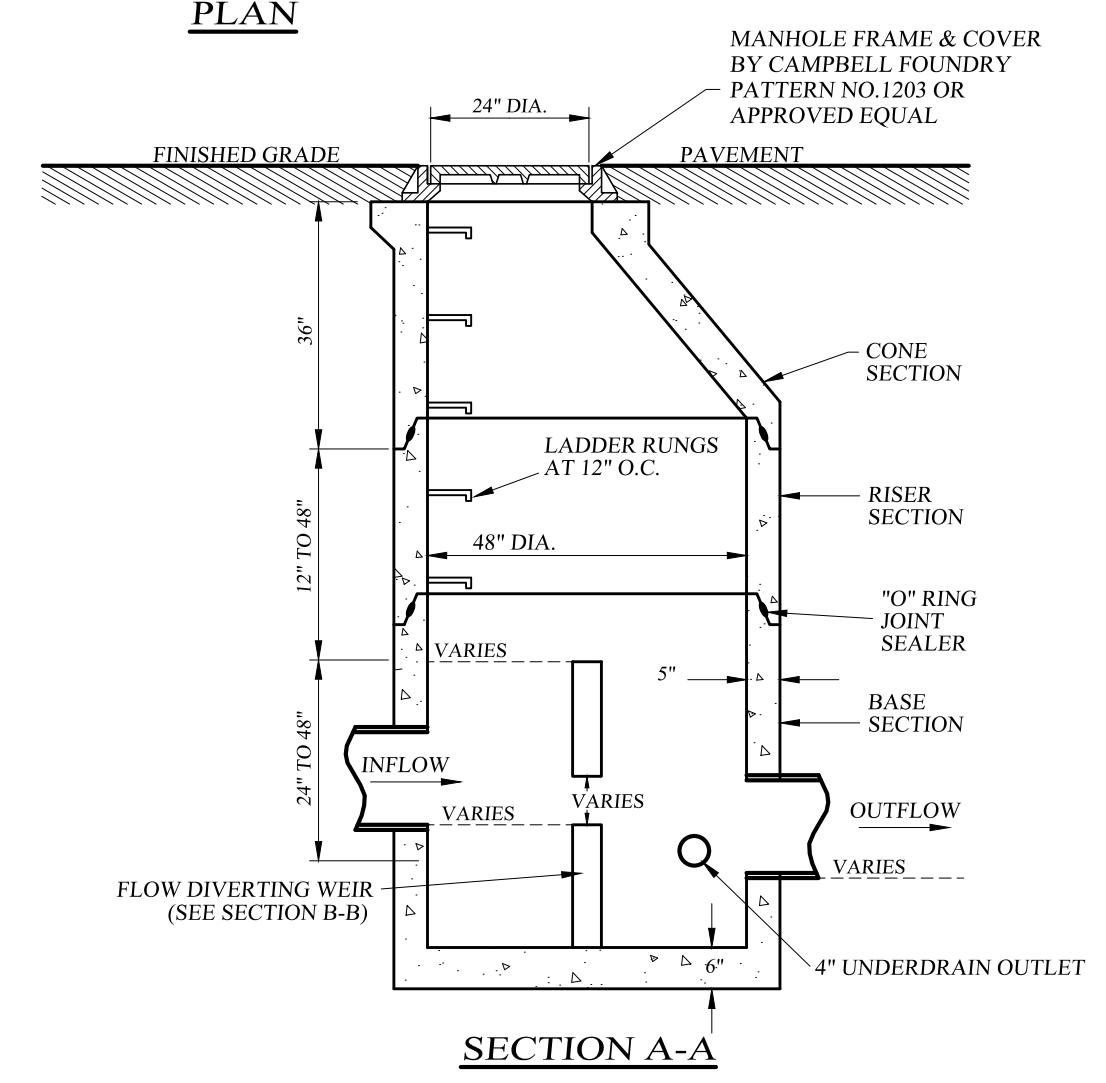 PLAN
MANHOLE FRAME & COVER
BY CAMPBELL FOUNDRY
PATTERN NO.1203 OR
APPROVED EQUAL
24" DIA.
FINISHED GRADE
PAVEMENT
36"
CONE
SECTION
LADDER RUNGS
AT 12" O.C.
RISER
SECTION
12" TO 48"
48" DIA.
"O" RING
JOINT
SEALER
VARIES
5"
BASE
SECTION
24" TO 48"
INFLOW
VARIES
VARIES
OUTFLOW
VARIES
FLOW DIVERTING WEIR
(SEE SECTION B-B)
6"
4" UNDERDRAIN OUTLET
SECTION A-A